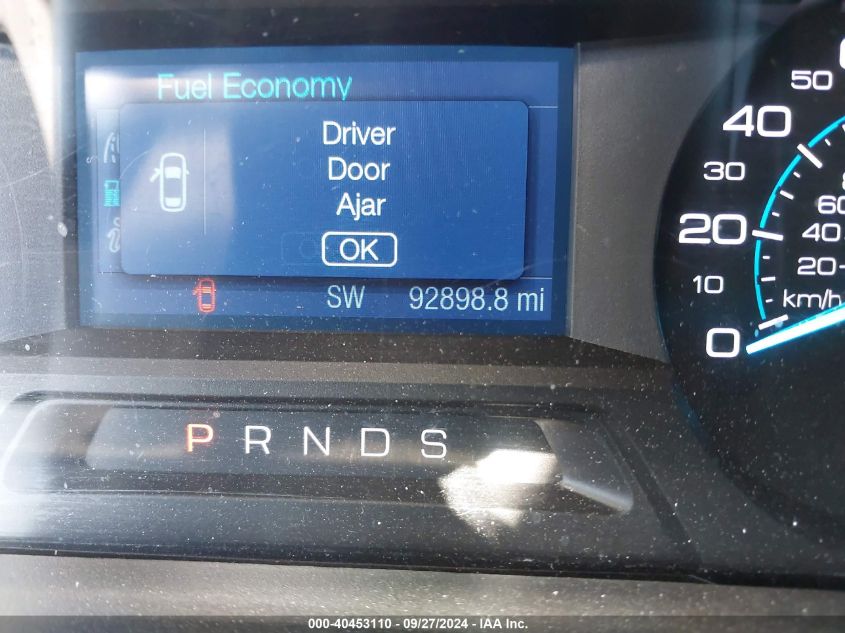 Fuel Economy
Driver
Door
Ajar
OK
SW 92898.8 mi
P R N D S
50
40
30
20
10
0
60
40
20
km/h
000-40453110 - 09/27/2024 - IAA Inc.